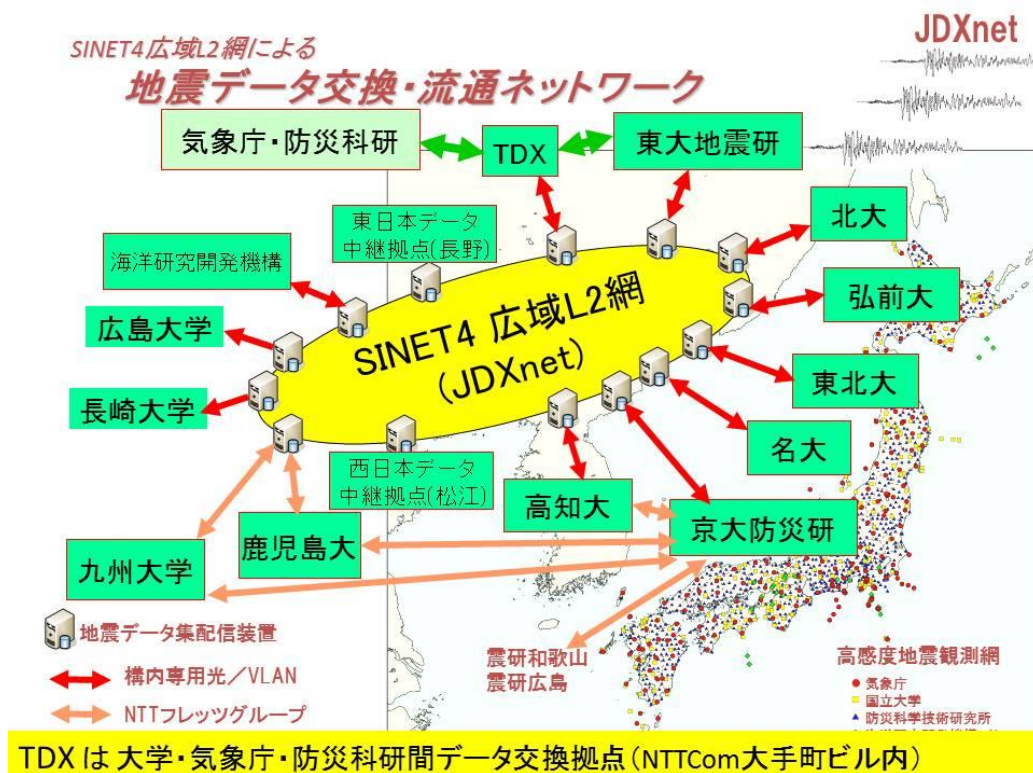 JDXnet
SINET4広域L2網による
地震データ交換・流通ネットワーク
気象庁・防災科研
TDX
東大地震研
東日本データ
中継拠点(長野)
北大
海洋研究開発機構
弘前大
広島大学
SINET4 広域L2網
(JDXnet)
東北大
長崎大学
名大
西日本データ
中継拠点(松江)
高知大
京大防災研
鹿児島大
九州大学
地震データ集配信装置
構内専用光／VLAN
NTTフレッツグループ
震研和歌山
震研広島
高感度地震観測網
気象庁
国立大学
防災科学技術研究所
TDX は 大学・気象庁・防災科研間データ交換拠点（NTTCom大手町ビル内）